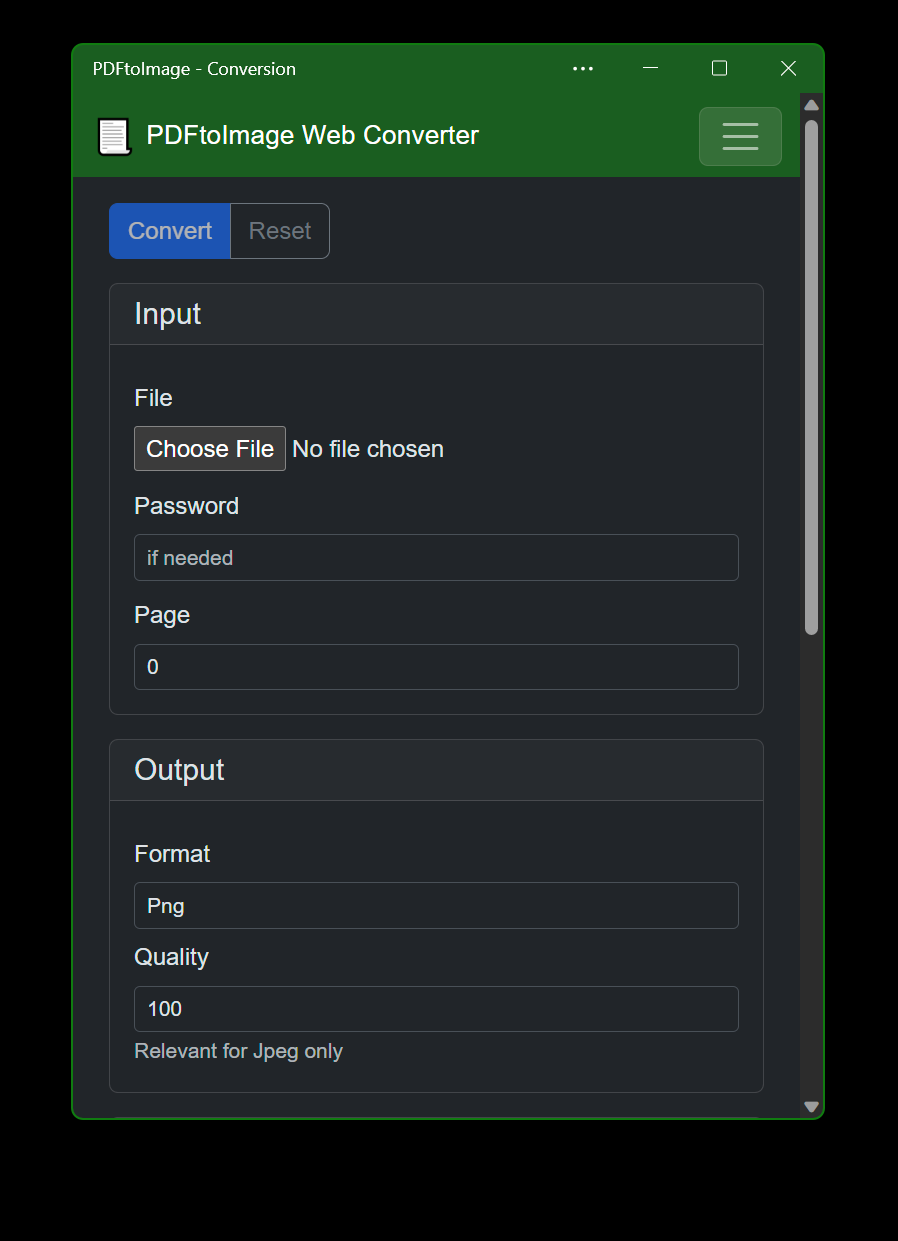 PDFtoImage - Conversion
PDFtoImage Web Converter
Convert Reset
Input
File
Choose File No file chosen
Password
if needed
Page
0
Output
Format
Png
Quality
100
Relevant for Jpeg only